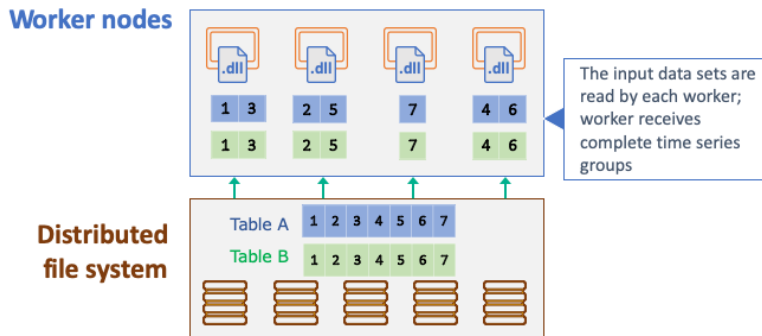 Worker nodes
.dll .dll .dll .dll
1 3 2 5 7 4 6
1 3 2 5 7 4 6
The input data sets are
read by each worker;
worker receives
complete time series
groups
Distributed
file system
Table A 1 2 3 4 5 6 7
Table B 1 2 3 4 5 6 7